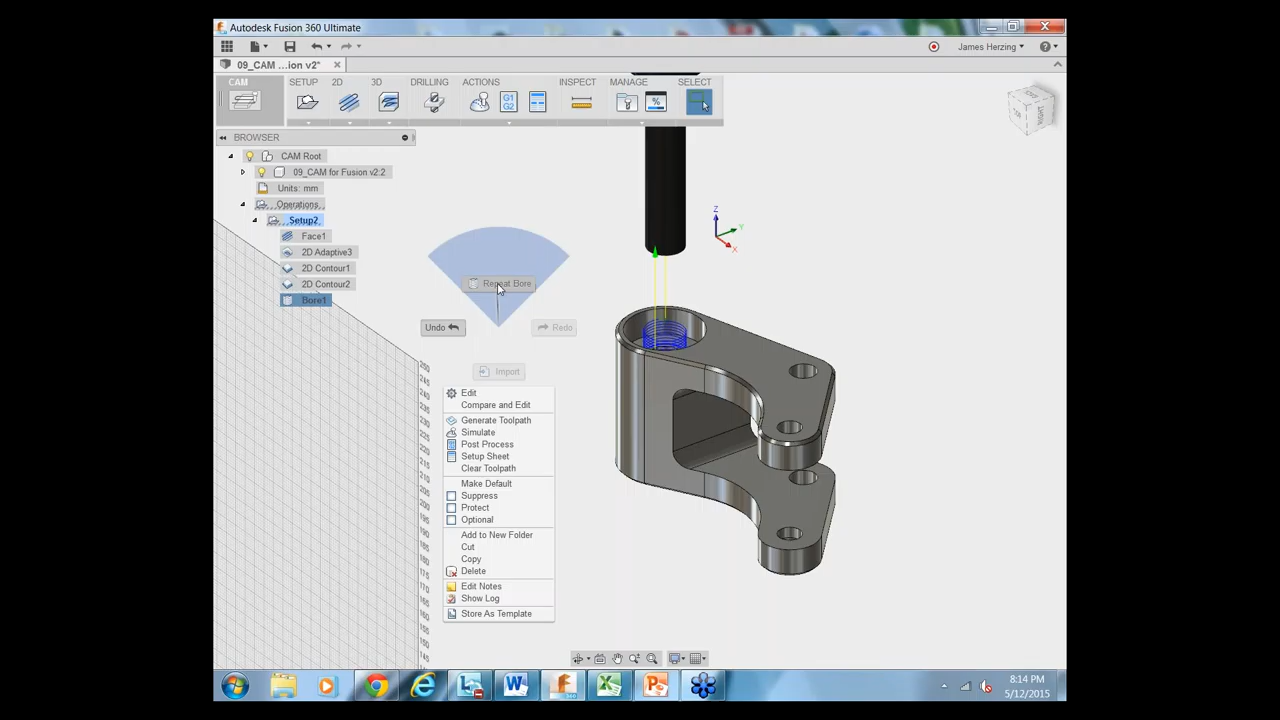 Autodesk Fusion 360 Ultimate
James Herzing
09_CAM ...ion v2*
CAM
SETUP
2D
3D
DRILLING
ACTIONS
INSPECT
MANAGE
SELECT
G1
G2
%
BROWSER
CAM Root
09_CAM for Fusion v2:2
Units: mm
Operations
Setup2
Face1
2D Adaptive3
2D Contour1
2D Contour2
Bore1
Repeat Bore
Undo
Redo
Import
Edit
Compare and Edit
Generate Toolpath
Simulate
Post Process
Setup Sheet
Clear Toolpath
Make Default
Suppress
Protect
Optional
Add to New Folder
Cut
Copy
Delete
Edit Notes
Show Log
Store As Template
Z
Y
X
8:14 PM
5/12/2015